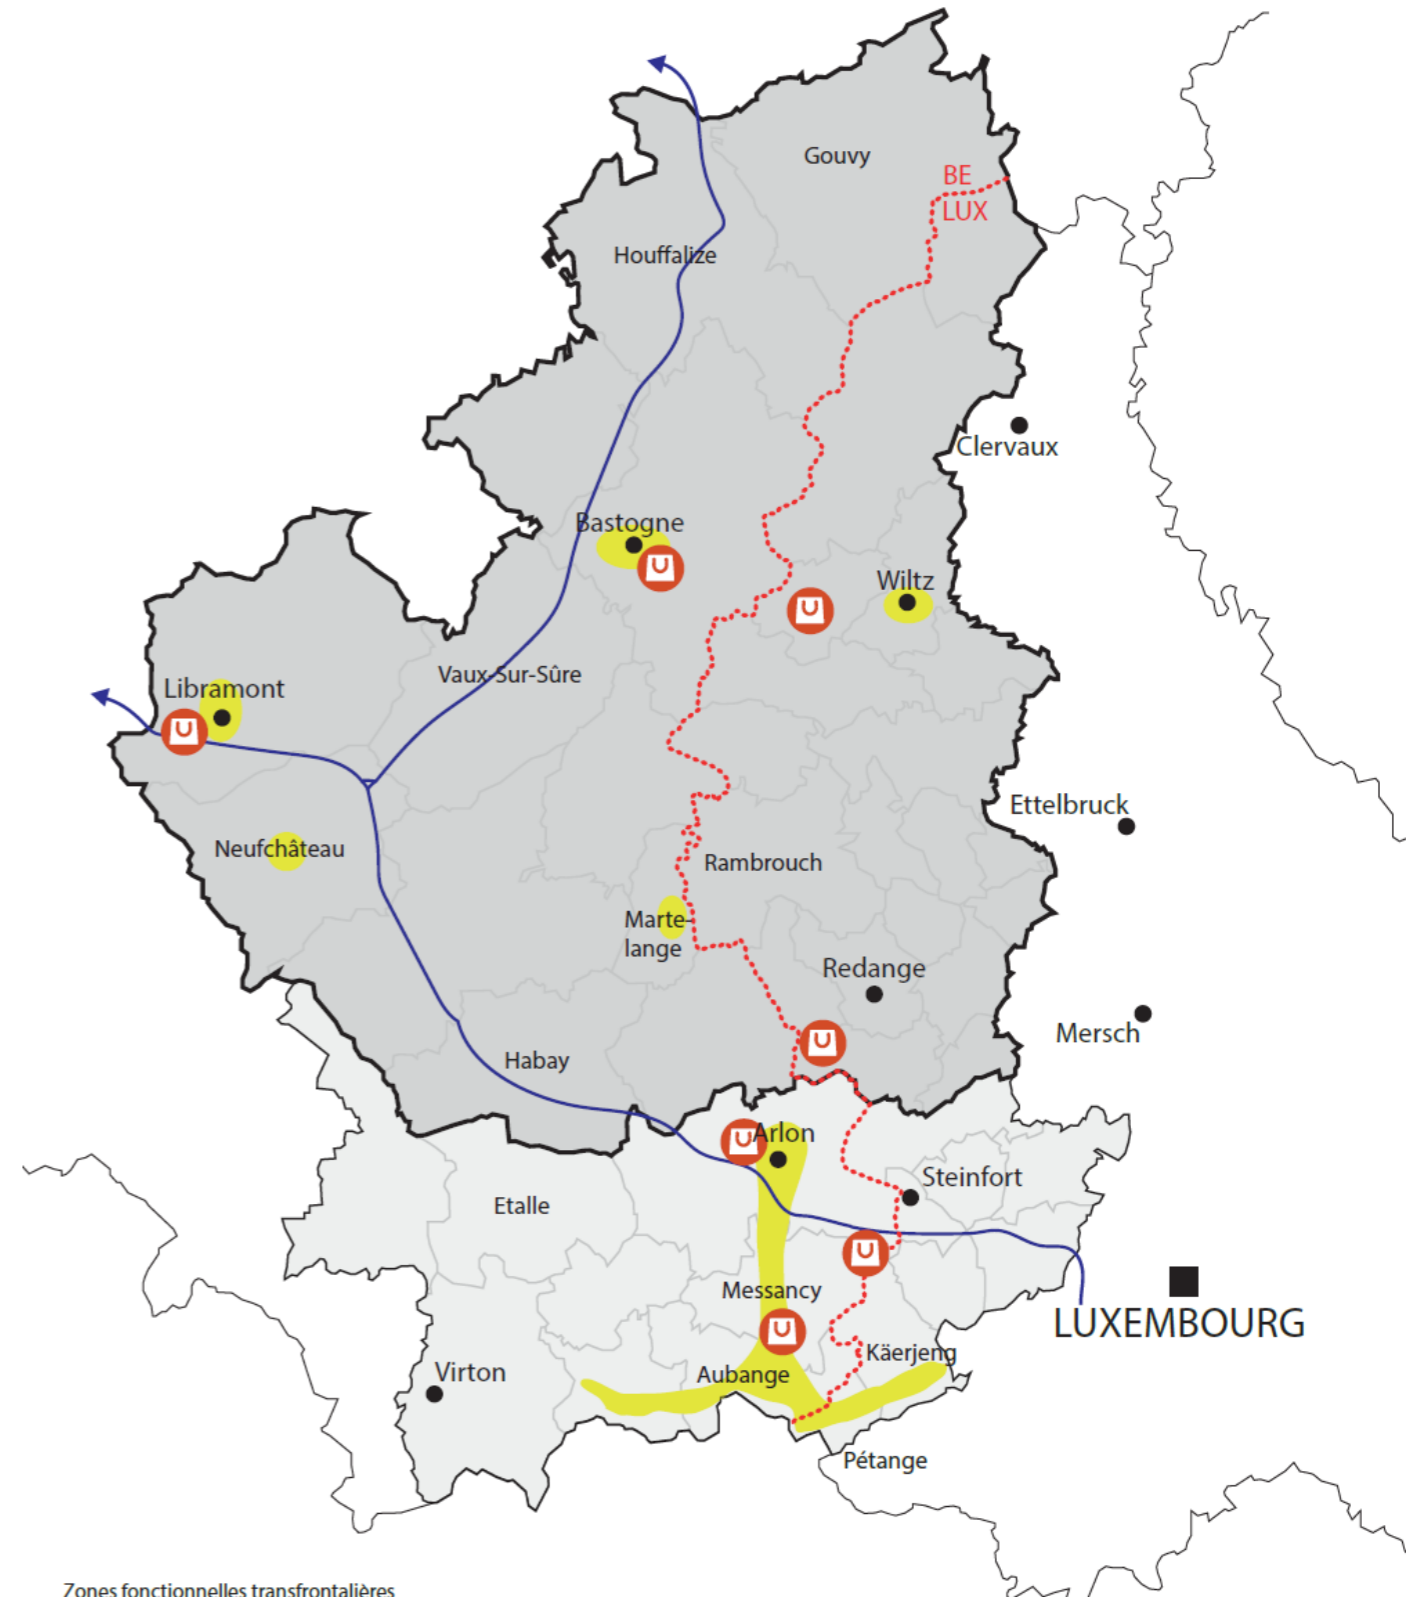 Gouvy
BE
LUX
Houffalize
Clervaux
Bastogne
Wiltz
Vaux-Sur-Sûre
Libramont
Ettelbruck
Neufchâteau
Rambrouch
Marte-
lange
Redange
Mersch
Habay
Arlon
Steinfort
Etalle
Messancy
LUXEMBOURG
Käerjeng
Virton
Aubange
Pétange
Zones fonctionnelles transfrontalières